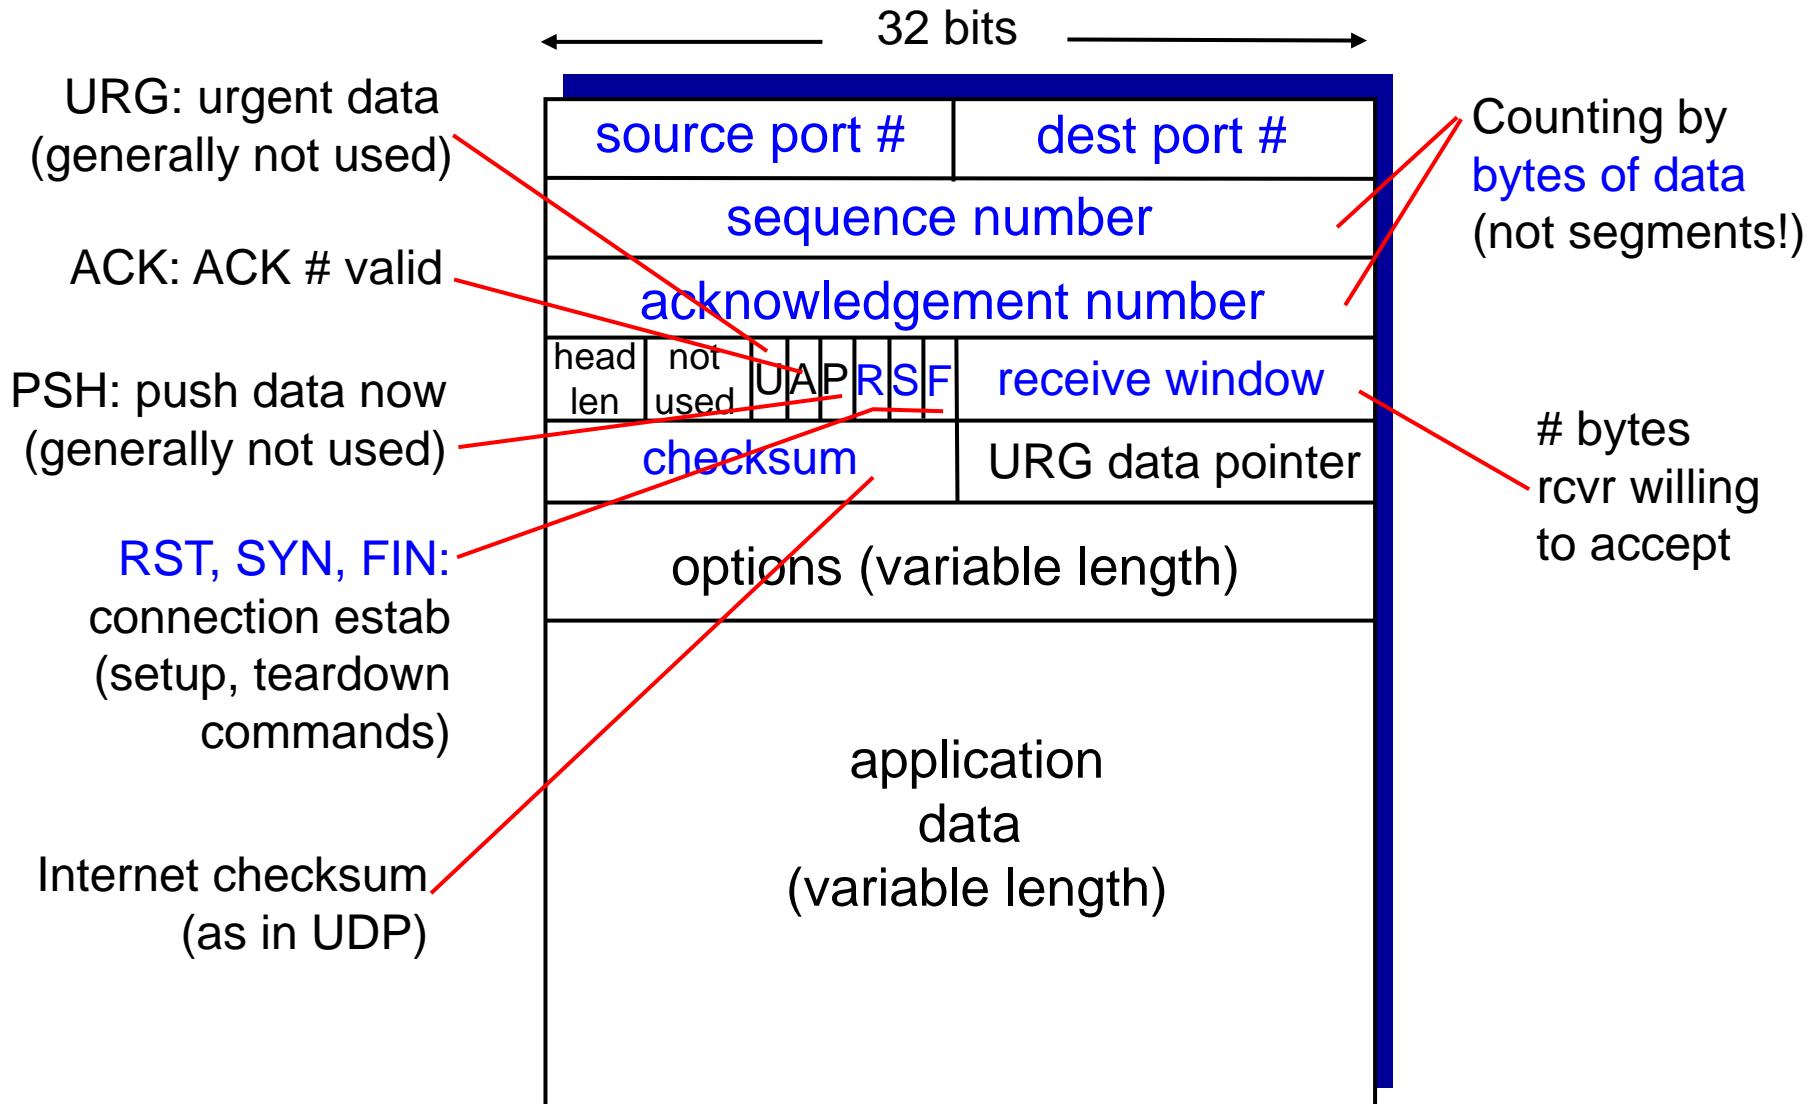 32 bits
URG: urgent data
(generally not used)
ACK: ACK # valid
PSH: push data now
(generally not used)
RST, SYN, FIN:
connection estab
(setup, teardown
commands)
Internet checksum
(as in UDP)
source port #
dest port #
sequence number
acknowledgement number
head
len
not
used
U A P R S F
receive window
checksum
URG data pointer
options (variable length)
application
data
(variable length)
Counting by
bytes of data
(not segments!)
# bytes
rcvr willing
to accept